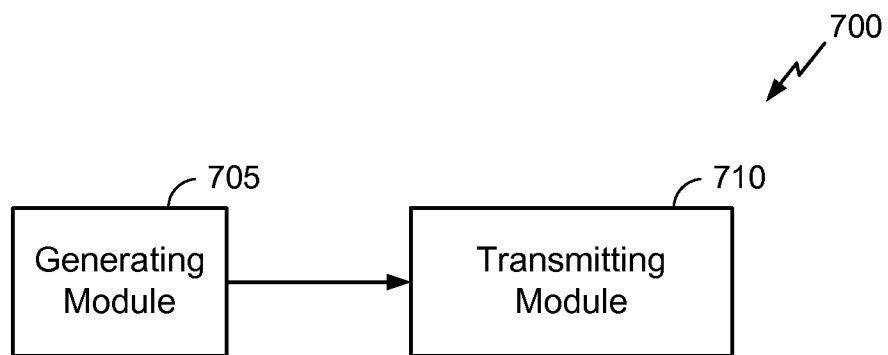 700
705
710
Generating
Module
Transmitting
Module